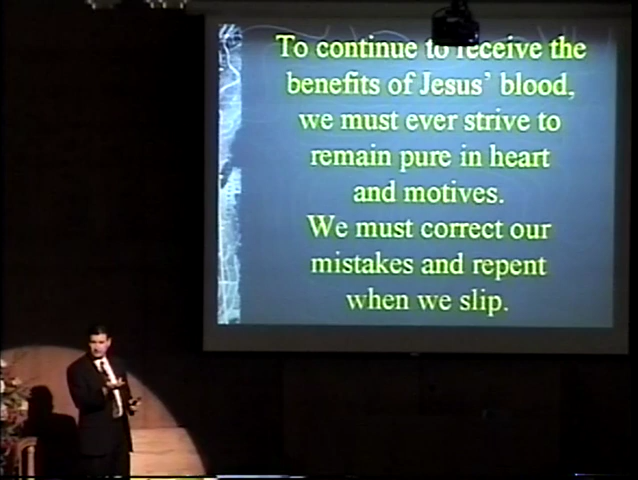 To continue to receive the
benefits of Jesus' blood,
we must ever strive to
remain pure in heart
and motives.
We must correct our
mistakes and repent
when we slip.